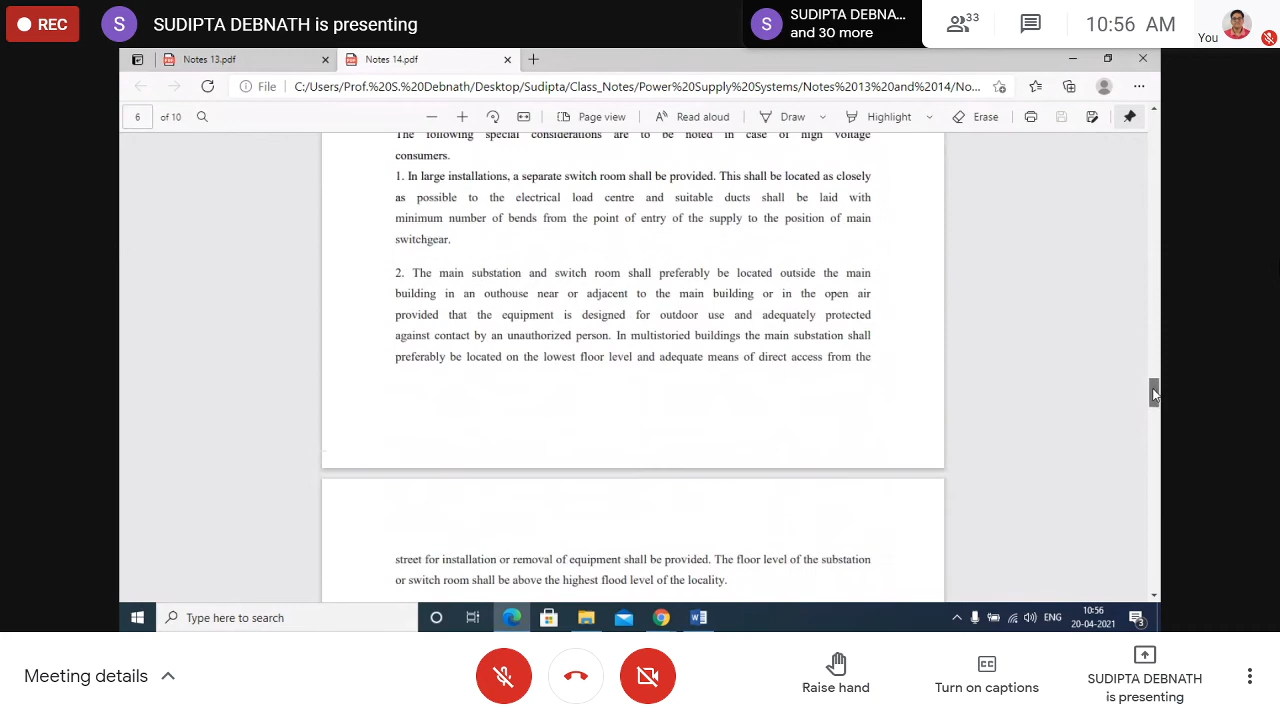 REC
S
SUDIPTA DEBNATH is presenting
S
SUDIPTA DEBNA...
and 30 more
33
10:56 AM
You
Notes 13.pdf
Notes 14.pdf
File
C:/Users/Prof.%20S.%20Debnath/Desktop/Sudipta/Class_Notes/Power%20Supply%20Systems/Notes%2013%20and%2014/No...
6
of 10
Page view
Read aloud
Draw
Highlight
Erase
The following special considerations are to be noted in case of high voltage
consumers.
1. In large installations, a separate switch room shall be provided. This shall be located as closely
as possible to the electrical load centre and suitable ducts shall be laid with
minimum number of bends from the point of entry of the supply to the position of main
switchgear.
2. The main substation and switch room shall preferably be located outside the main
building in an outhouse near or adjacent to the main building or in the open air
provided that the equipment is designed for outdoor use and adequately protected
against contact by an unauthorized person. In multistoried buildings the main substation shall
preferably be located on the lowest floor level and adequate means of direct access from the
street for installation or removal of equipment shall be provided. The floor level of the substation
or switch room shall be above the highest flood level of the locality.
Type here to search
ENG
10:56
20-04-2021
3
Meeting details
Raise hand
Turn on captions
SUDIPTA DEBNATH
is presenting